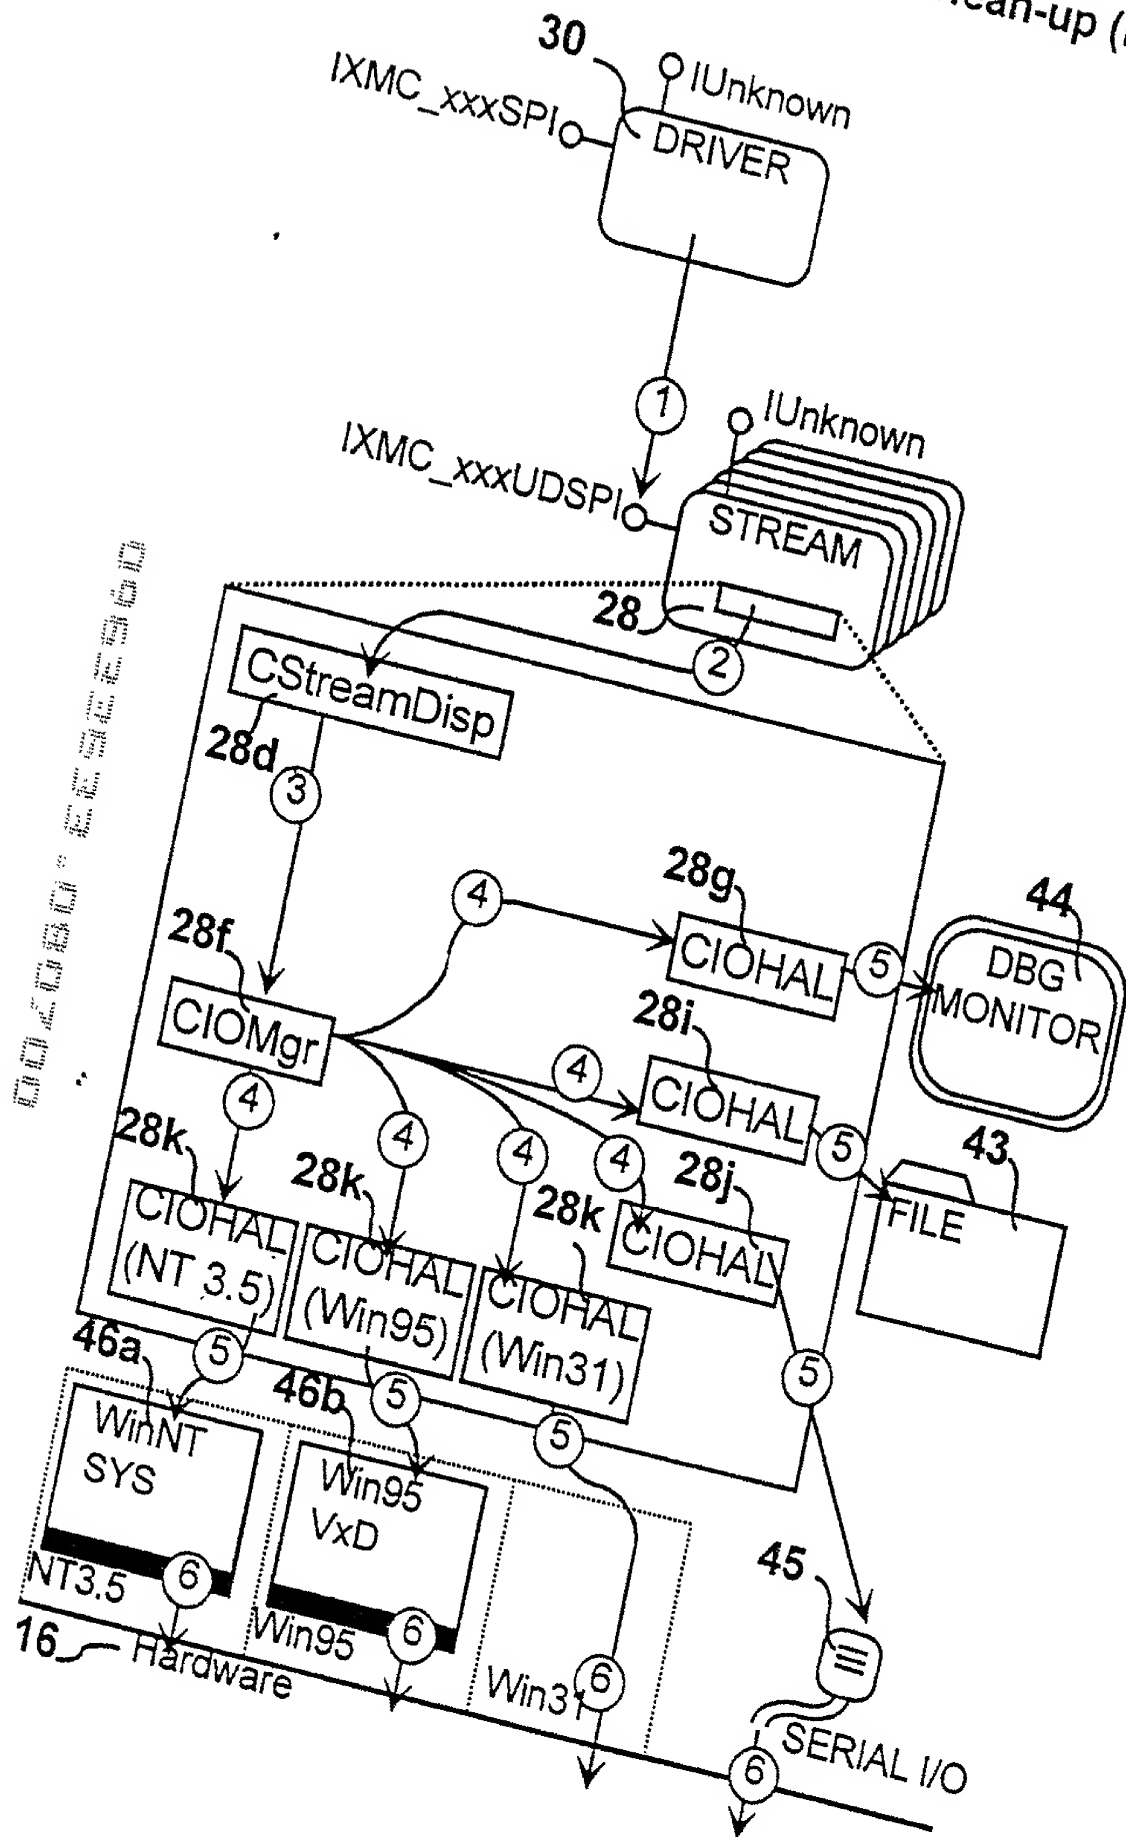 30
IUnknown
IXMC_xxxSPI
DRIVER
1
IUnknown
IXMC_xxxUDSPI
STREAM
28
2
CStreamDisp
28d
3
28g
4
44
28f
CIOHAL
5
DBG
MONITOR
CIOMgr
28i
4
4
CIOHAL
5
43
28k
4
4
4
28j
28k
28k
FILE
CIOHAL
(NT 3.5)
CIOHAL
(Win95)
CIOHAL
(Win31)
CIOHAL
46a
5
46b
5
5
5
WinNT
SYS
Win95
VxD
45
NT3.5
6
Win95
6
16
Hardware
Win31
6
SERIAL I/O
6